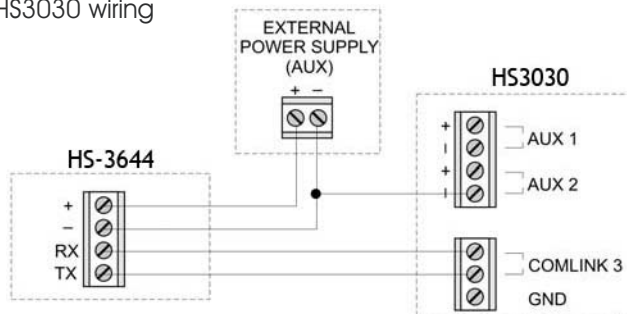 HS3030 wiring
EXTERNAL
POWER SUPPLY
(AUX)
+ –
HS3030
+
–
AUX 1
+
–
AUX 2
COMLINK 3
GND
HS-3644
+
–
RX
TX